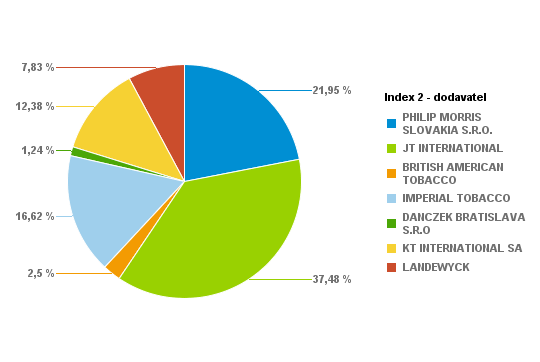 7,83 %
12,38 %
1,24 %
16,62 %
2,5 %
21,95 %
37,48 %
Index 2 - dodavatel
PHILIP MORRIS
SLOVAKIA S.R.O.
JT INTERNATIONAL
BRITISH AMERICAN
TOBACCO
IMPERIAL TOBACCO
DANCZEK BRATISLAVA
S.R.O
KT INTERNATIONAL SA
LANDEWYCK